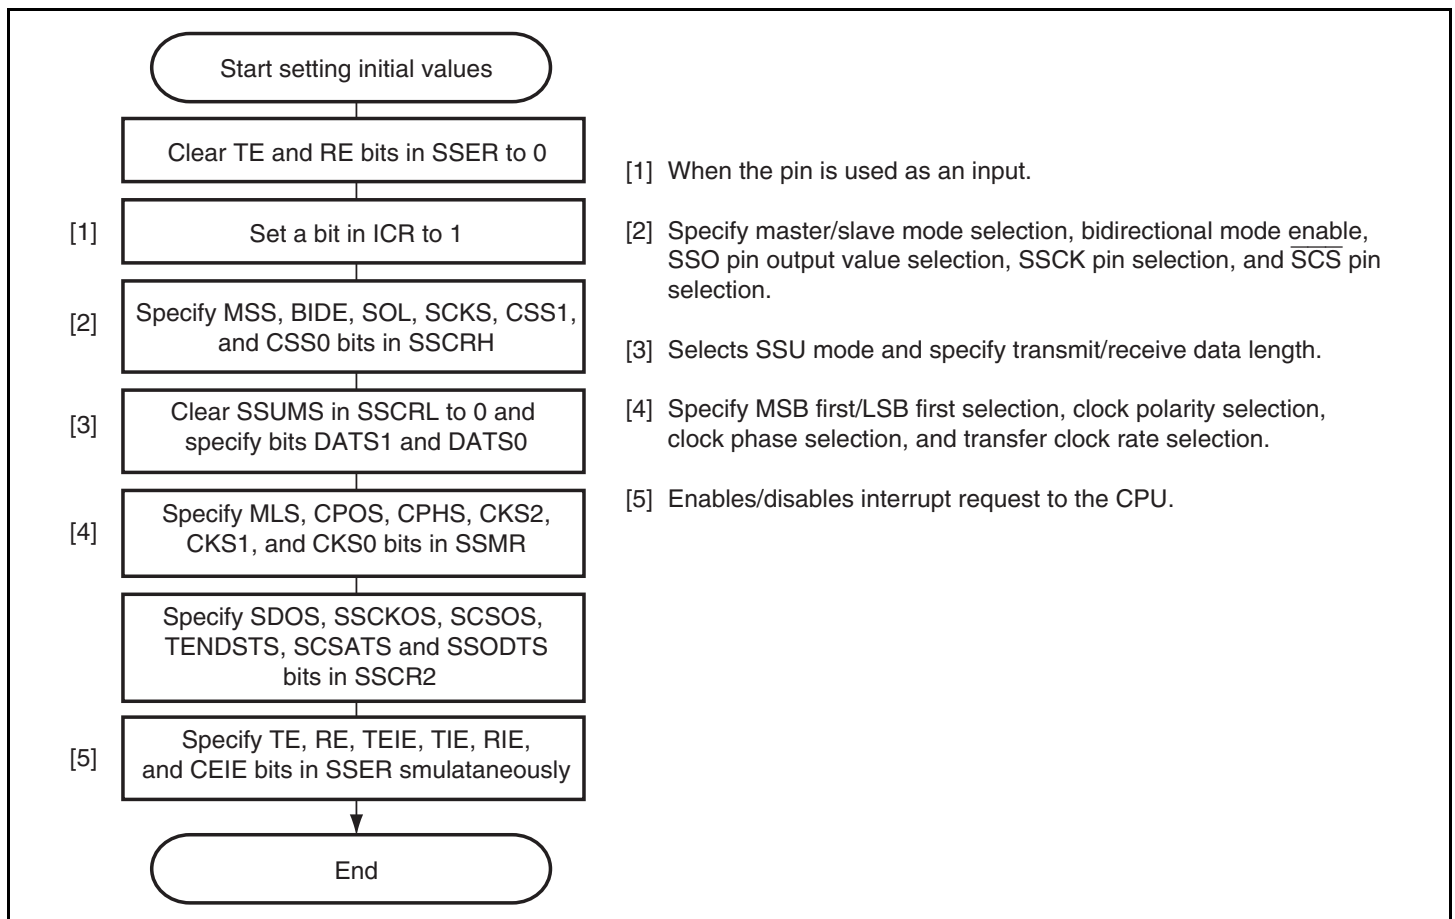 Start setting initial values
Clear TE and RE bits in SSER to 0
[1] Set a bit in ICR to 1
[2] Specify MSS, BIDE, SOL, SCKS, CSS1,
and CSS0 bits in SSCRH
[3] Clear SSUMS in SSCRL to 0 and
specify bits DATS1 and DATS0
[4] Specify MLS, CPOS, CPHS, CKS2,
CKS1, and CKS0 bits in SSMR
Specify SDOS, SSCKOS, SCSOS,
TENDSTS, SCSATS and SSODTS
bits in SSCR2
[5] Specify TE, RE, TEIE, TIE, RIE,
and CEIE bits in SSER smulataneously
End
[1] When the pin is used as an input.
[2] Specify master/slave mode selection, bidirectional mode enable,
SSO pin output value selection, SSCK pin selection, and S̅C̅S̅ pin
selection.
[3] Selects SSU mode and specify transmit/receive data length.
[4] Specify MSB first/LSB first selection, clock polarity selection,
clock phase selection, and transfer clock rate selection.
[5] Enables/disables interrupt request to the CPU.